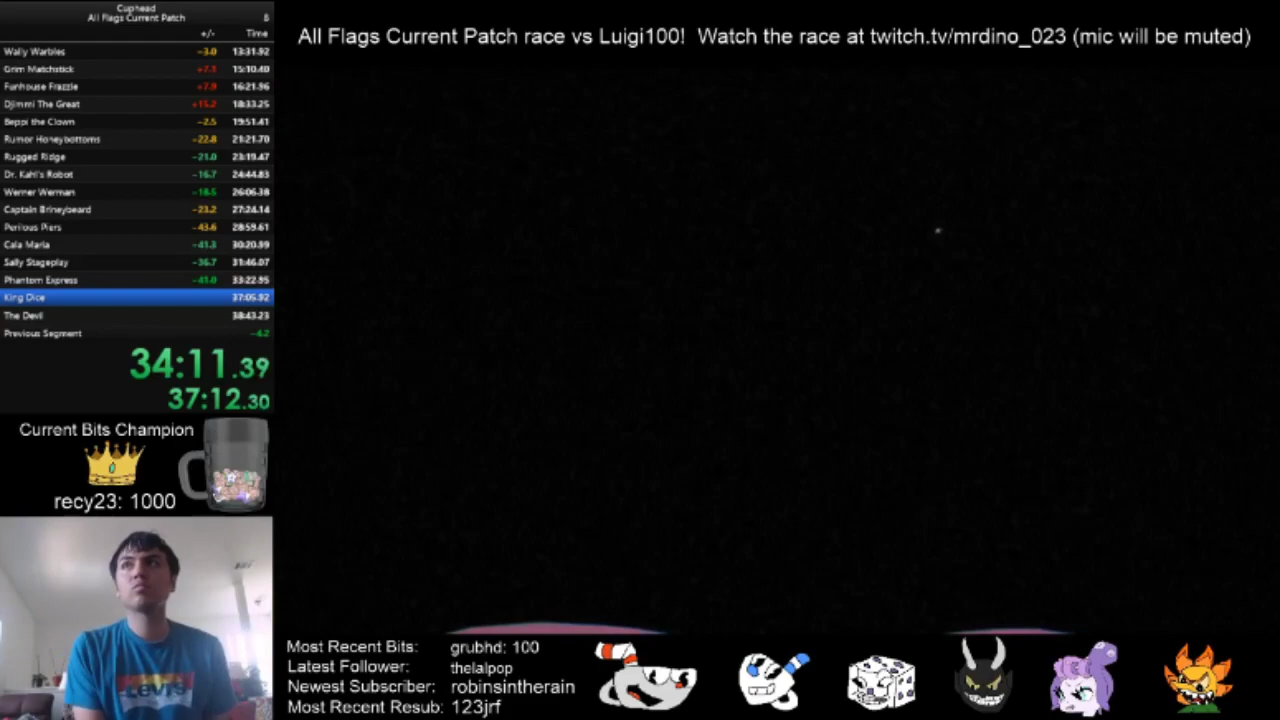 Cuphead
All Flags Current Patch 8
+/- Time
Wally Warbles -3.0 13:31.92
Grim Matchstick +7.1 15:10.40
Funhouse Frazzle +7.9 16:21.96
Djimmi The Great +15.2 18:33.25
Beppi the Clown -2.5 19:51.41
Rumor Honeybottoms -22.8 21:21.70
Rugged Ridge -21.0 23:19.47
Dr. Kahl's Robot -16.7 24:44.83
Werner Werman -18.5 26:06.38
Captain Brineybeard -23.2 27:24.14
Perilous Piers -43.6 28:59.61
Cala Maria -41.3 30:20.99
Sally Stageplay -36.7 31:46.07
Phantom Express -41.0 33:22.95
King Dice 37:05.92
The Devil 38:43.23
Previous Segment -4.2
34:11.39
37:12.30
Current Bits Champion
recy23: 1000
All Flags Current Patch race vs Luigi100! Watch the race at twitch.tv/mrdino_023 (mic will be muted)
Levi's
Most Recent Bits: grubhd: 100
Latest Follower: thelalpop
Newest Subscriber: robinsintherain
Most Recent Resub: 123jrf